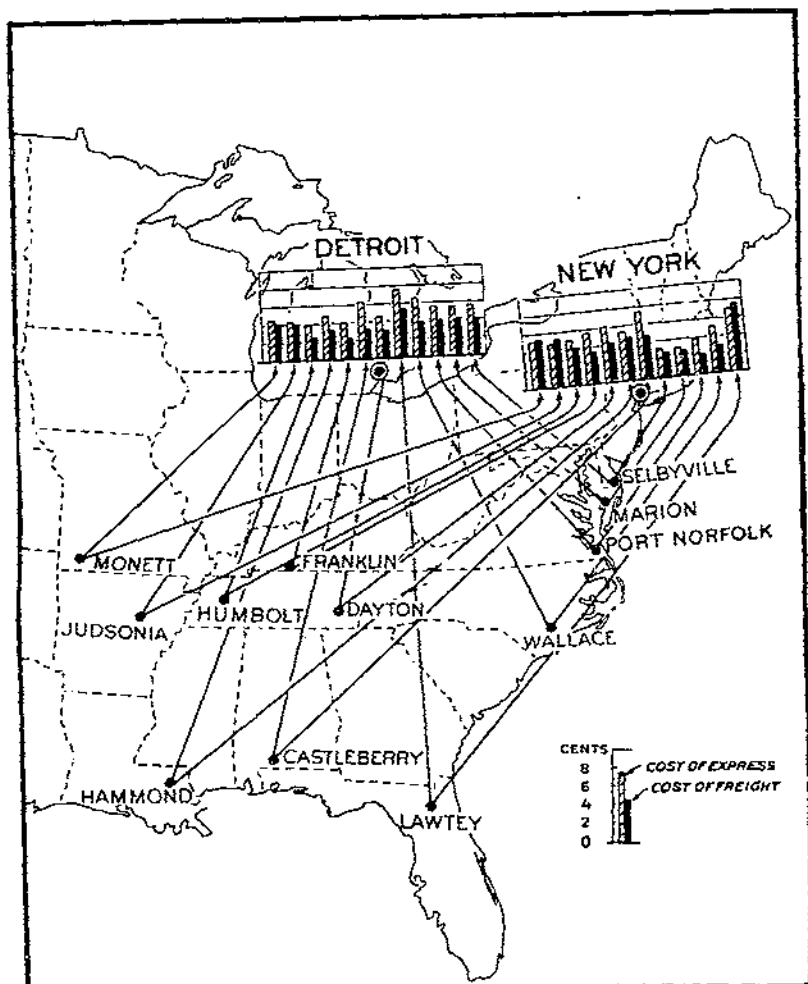 DETROIT
NEW YORK
SELBYVILLE
MARION
PORT NORFOLK
MONETT
FRANKLIN
HUMBOLT
DAYTON
JUDSONIA
WALLACE
CASTLEBERRY
HAMMOND
LAWTEY
CENTS
8
6
4
2
0
COST OF EXPRESS
COST OF FREIGHT